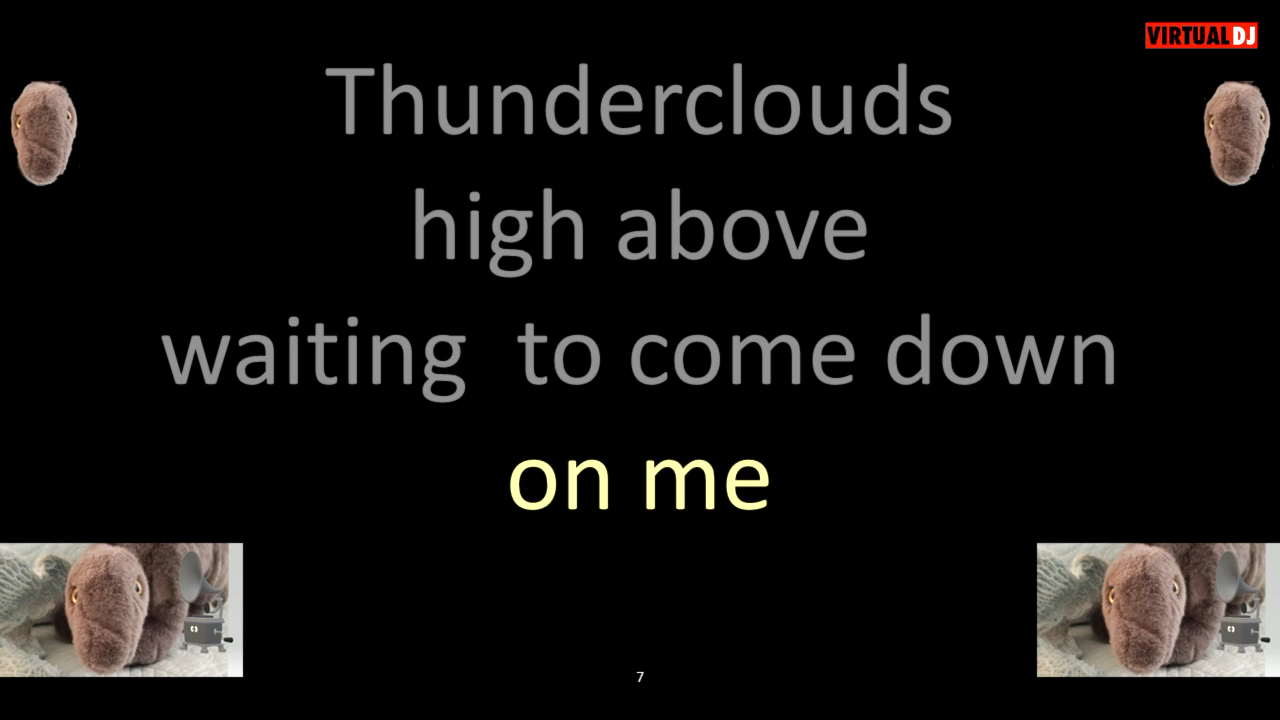 VIRTUAL DJ
Thunderclouds
high above
waiting  to come down
on me
7